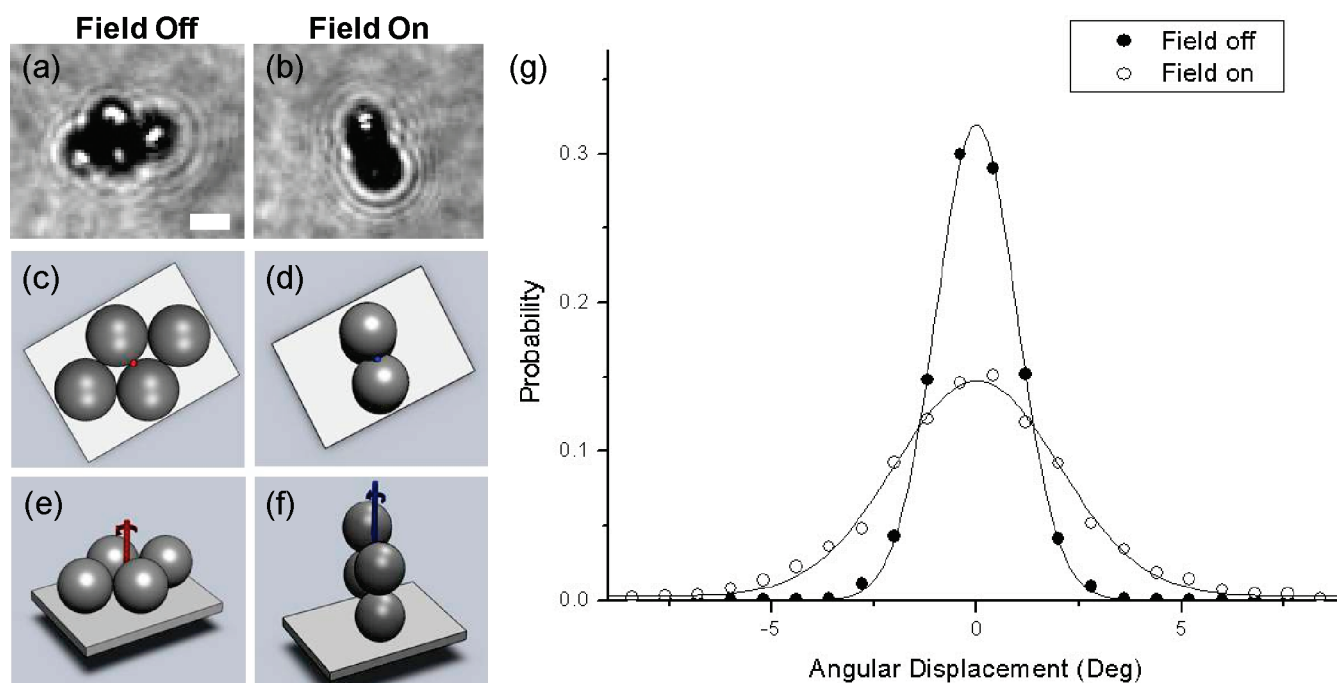 Field Off
Field On
(a)
(b)
(c)
(d)
(e)
(f)
(g)
Field off
Field on
Probability
0.3
0.2
0.1
0.0
-5
0
5
Angular Displacement (Deg)